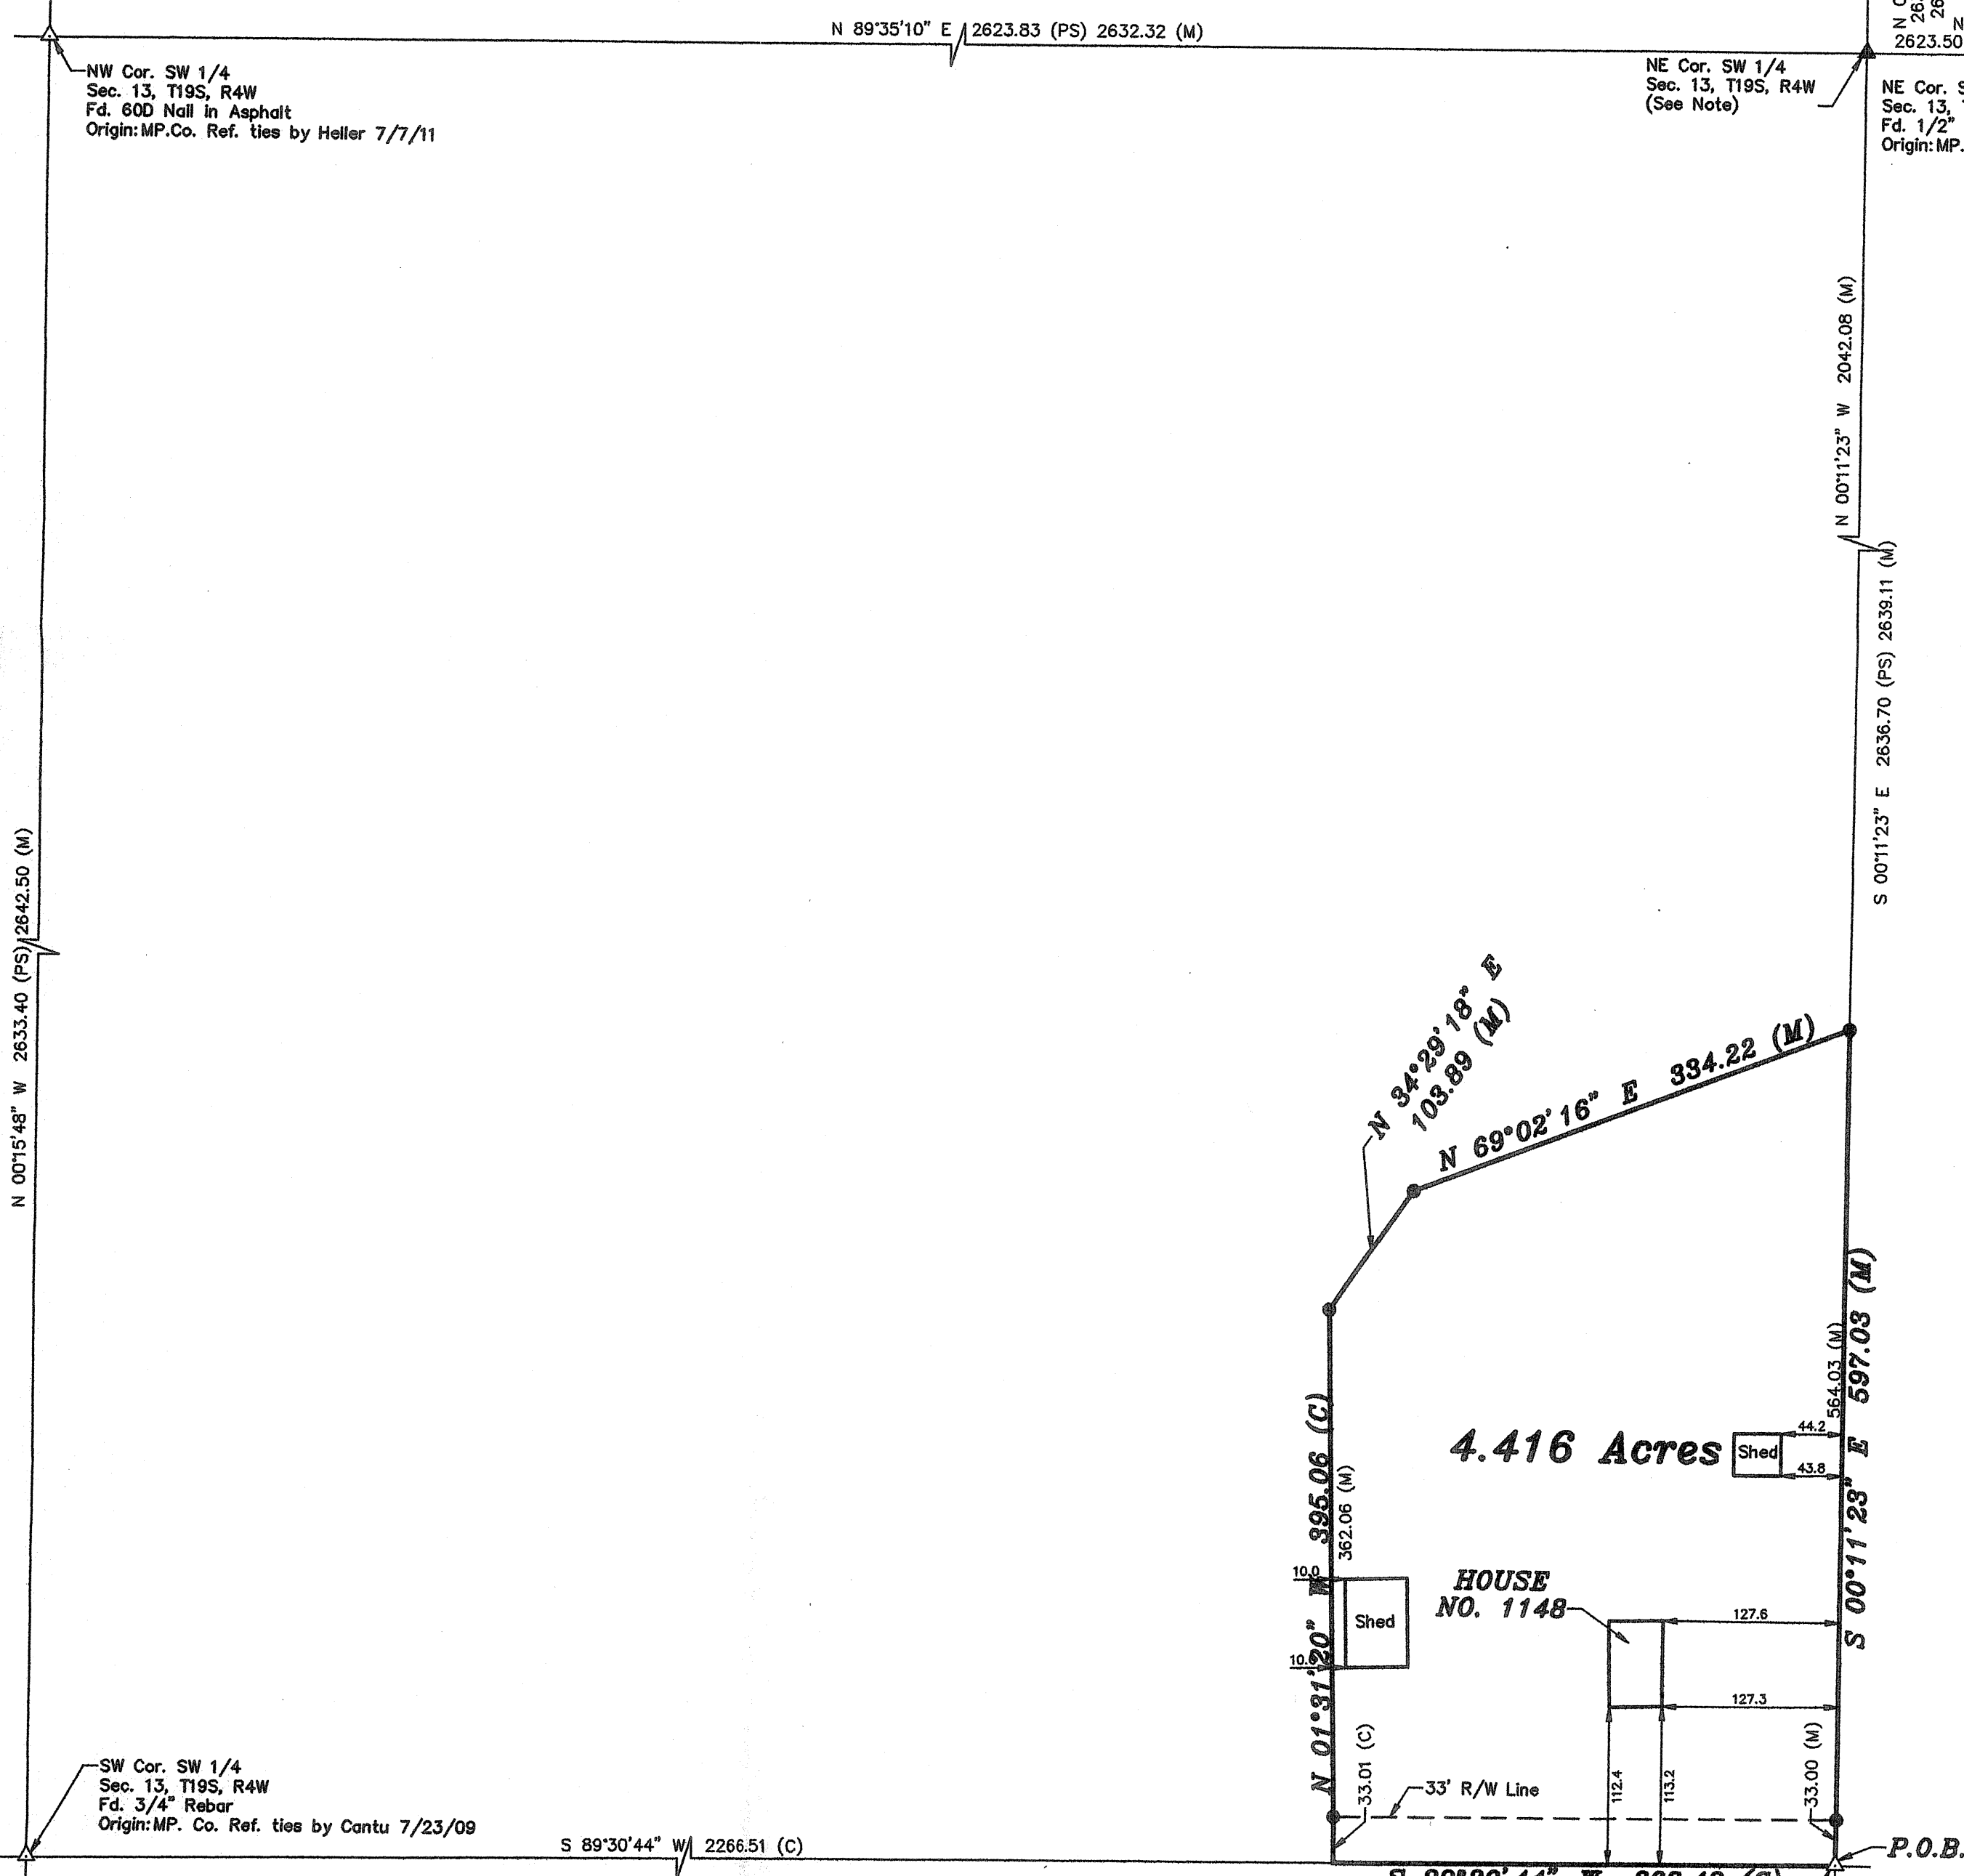 N 89°35'10" E 2623.83 (PS) 2632.32 (M)
2623.50
NW Cor. SW 1/4
Sec. 13, T19S, R4W
Fd. 60D Nail in Asphalt
Origin:MP.Co. Ref. ties by Heller 7/7/11
NE Cor. SW 1/4
Sec. 13, T19S, R4W
(See Note)
NE Cor.
Sec. 13,
Fd. 1/2"
Origin:MP.
N 00°11'23" W 2042.08 (M)
S 00°11'23" E 2636.70 (PS) 2639.11 (M)
N 00°15'48" W 2633.40 (PS) 2642.50 (M)
N 34°29'18" E
103.89 (M)
N 69°02'16" E 334.22 (M)
S 00°11'23" E 597.03 (M)
564.03 (M)
N 01°31'20" W 395.06 (C)
362.06 (M)
4.416 Acres
Shed
44.2
43.8
10.0
Shed
HOUSE
NO. 1148
127.6
127.3
112.4
113.2
33.01 (C)
33.00 (M)
33' R/W Line
SW Cor. SW 1/4
Sec. 13, T19S, R4W
Fd. 3/4" Rebar
Origin:MP. Co. Ref. ties by Cantu 7/23/09
S 89°30'44" W 2266.51 (C)
P.O.B.